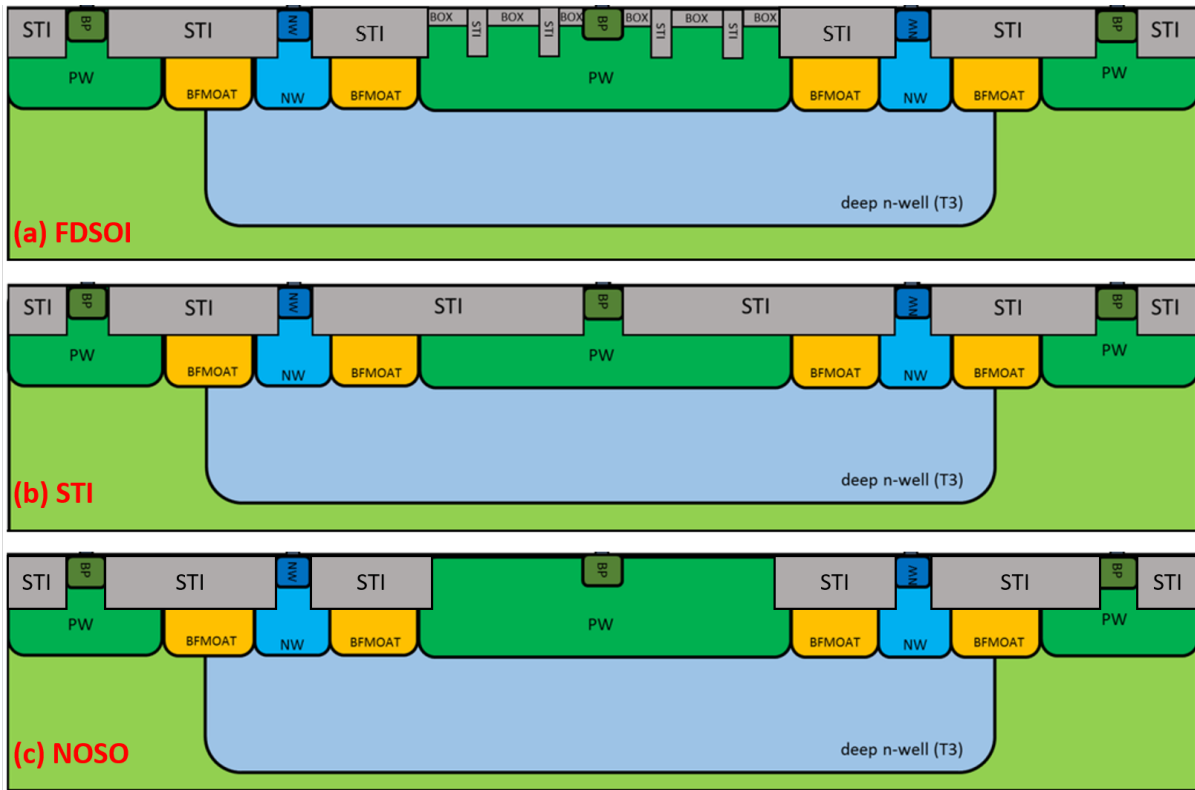 STI BP STI NW STI BOX STI BOX STI BOX BP BOX STI BOX STI BOX STI NW STI BP STI
PW BFMOAT NW BFMOAT PW BFMOAT NW BFMOAT PW
deep n-well (T3)
(a) FDSOI
STI BP STI NW STI BP STI NW STI BP STI
PW BFMOAT NW BFMOAT PW BFMOAT NW BFMOAT PW
deep n-well (T3)
(b) STI
STI BP STI NW STI BP STI NW STI BP STI
PW BFMOAT NW BFMOAT PW BFMOAT NW BFMOAT PW
deep n-well (T3)
(c) NOSO